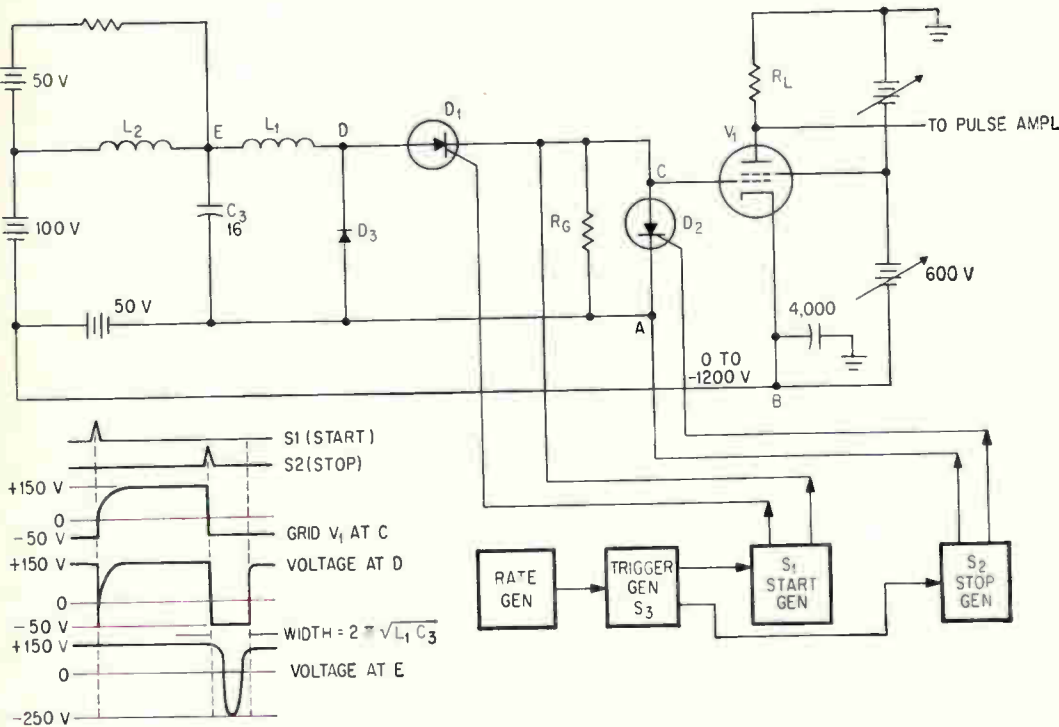 50 V
L2
E
L1
D
D1
RL
V1
TO PULSE AMPL
C
C3
16
100 V
D3
RG
D2
600 V
50 V
A
4,000
0 TO
-1200 V
B
S1 (START)
S2 (STOP)
+150 V
0
-50 V
GRID V1 AT C
+150 V
VOLTAGE AT D
0
-50 V
WIDTH = 2 π √L1 C3
+150 V
0
VOLTAGE AT E
-250 V
RATE
GEN
TRIGGER
GEN
S3
S1
START
GEN
S2
STOP
GEN